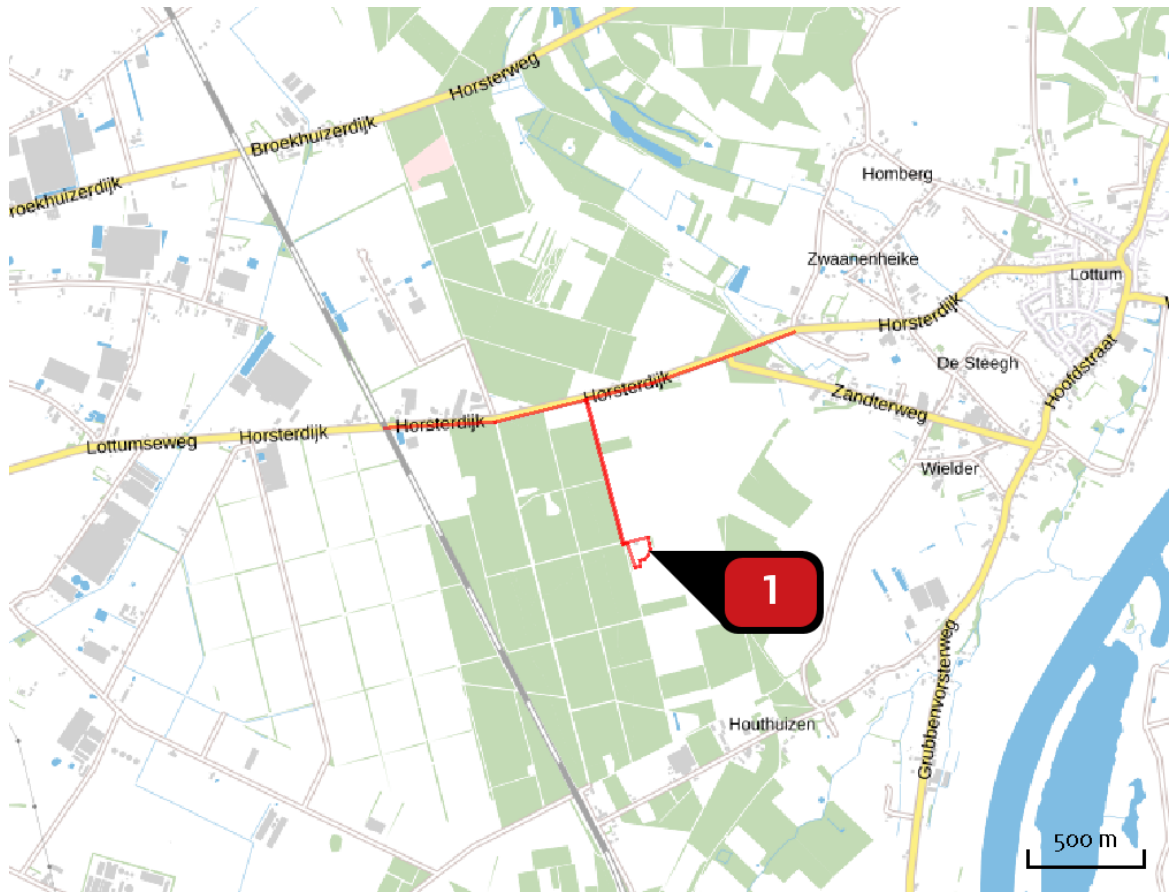 Horsterweg
Broekhuizerdijk
roekhuizerdijk
Homberg
Zwaanenheike
Lottum
Horsterdijk
De Steegh
Hoofdstraat
Horsterdijk
Zandterweg
Horsterdijk
Horsterdijk
Lottumseweg
Wielder
1
Houthuizen
Grubbenvorsterweg
500 m